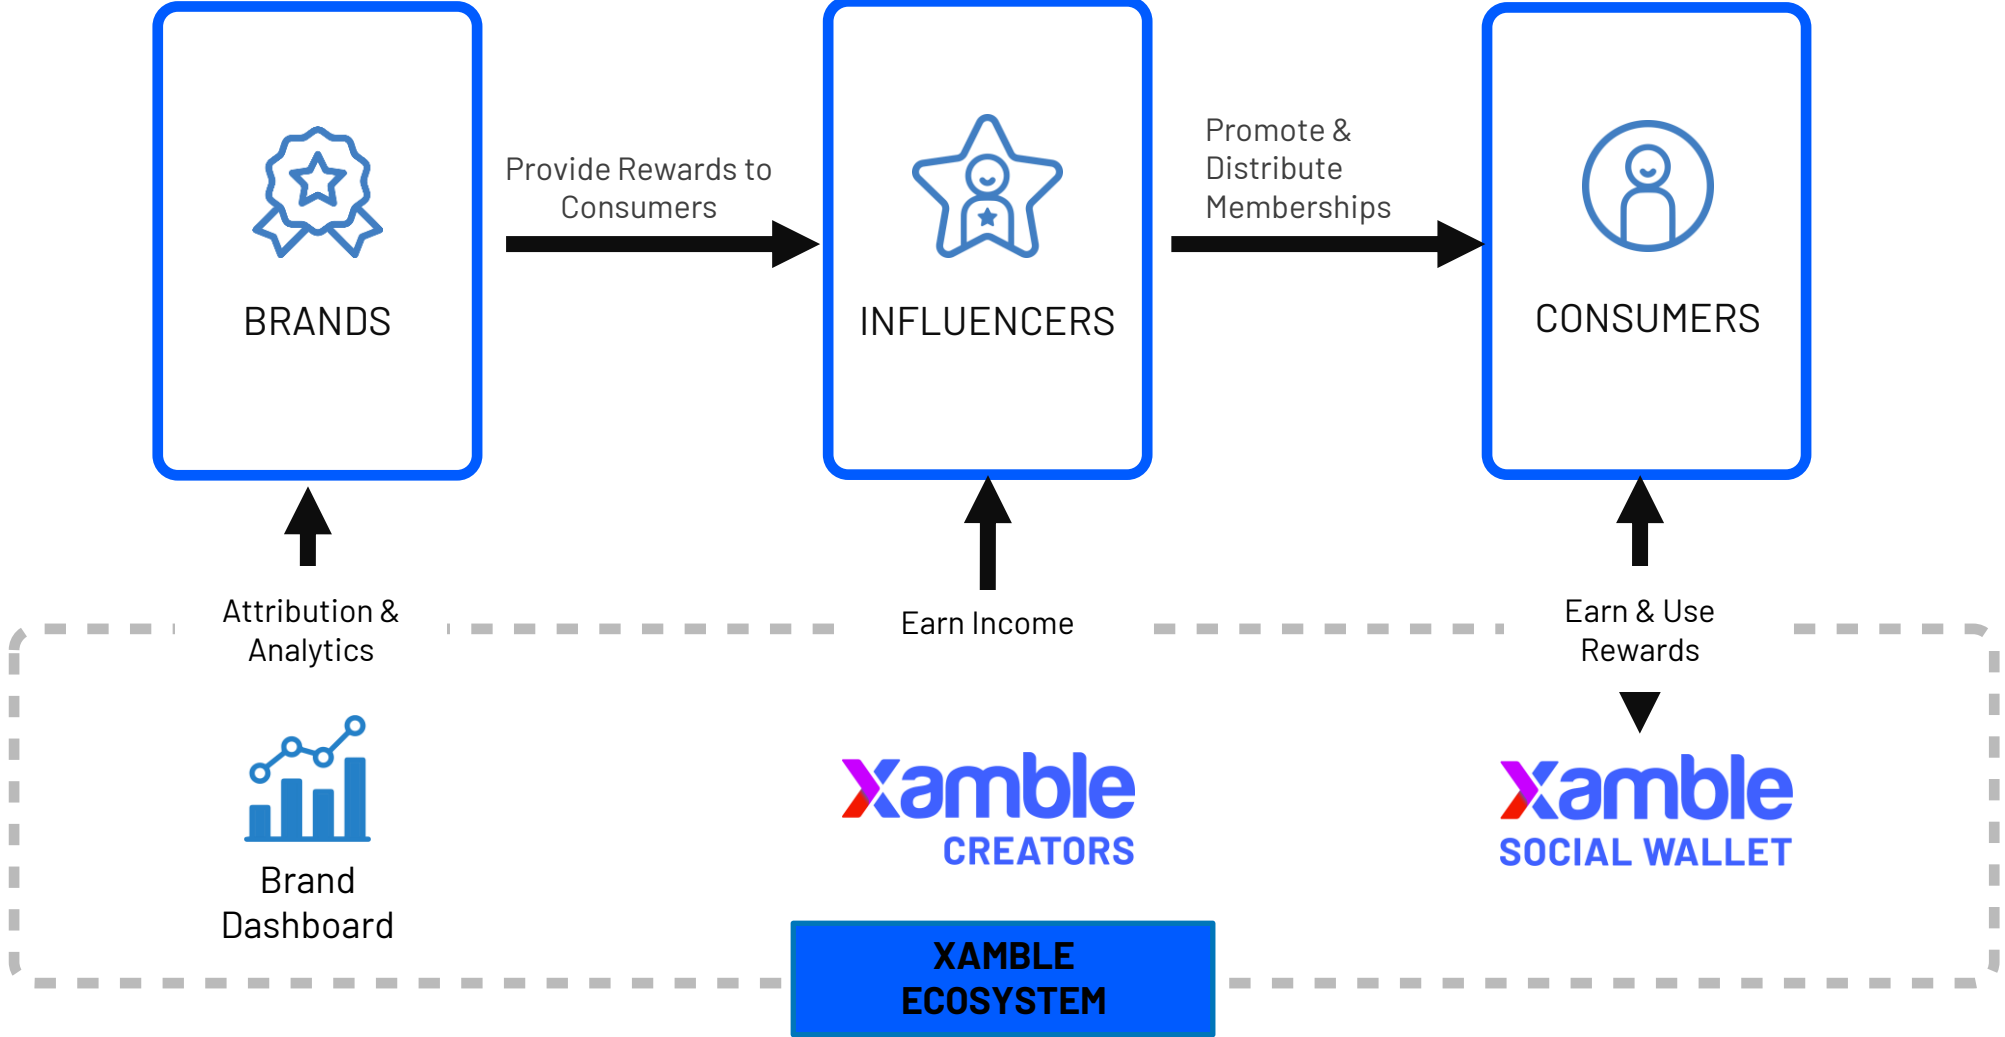 BRANDS
Provide Rewards to
Consumers
INFLUENCERS
Promote &
Distribute
Memberships
CONSUMERS
Attribution &
Analytics
Earn Income
Earn & Use
Rewards
Brand
Dashboard
xamble
CREATORS
xamble
SOCIAL WALLET
XAMBLE
ECOSYSTEM